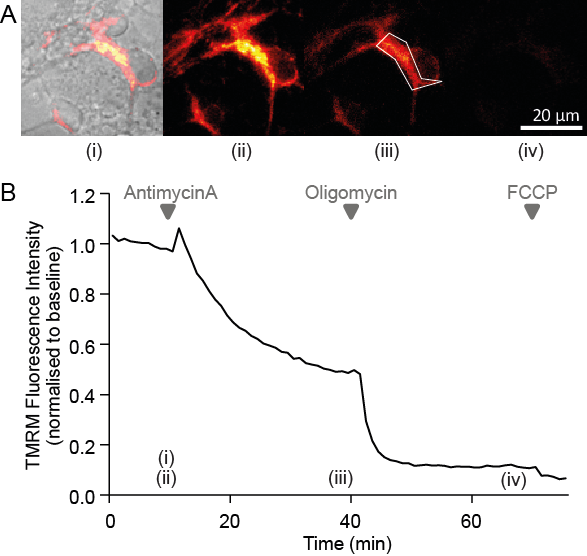 A
20 µm
(i)
(ii)
(iii)
(iv)
B
AntimycinA
Oligomycin
FCCP
TMRM Fluorescence Intensity
(normalised to baseline)
1.2
1.0
0.8
0.6
0.4
0.2
0.0
(i)
(ii)
(iii)
(iv)
0
20
40
60
Time (min)